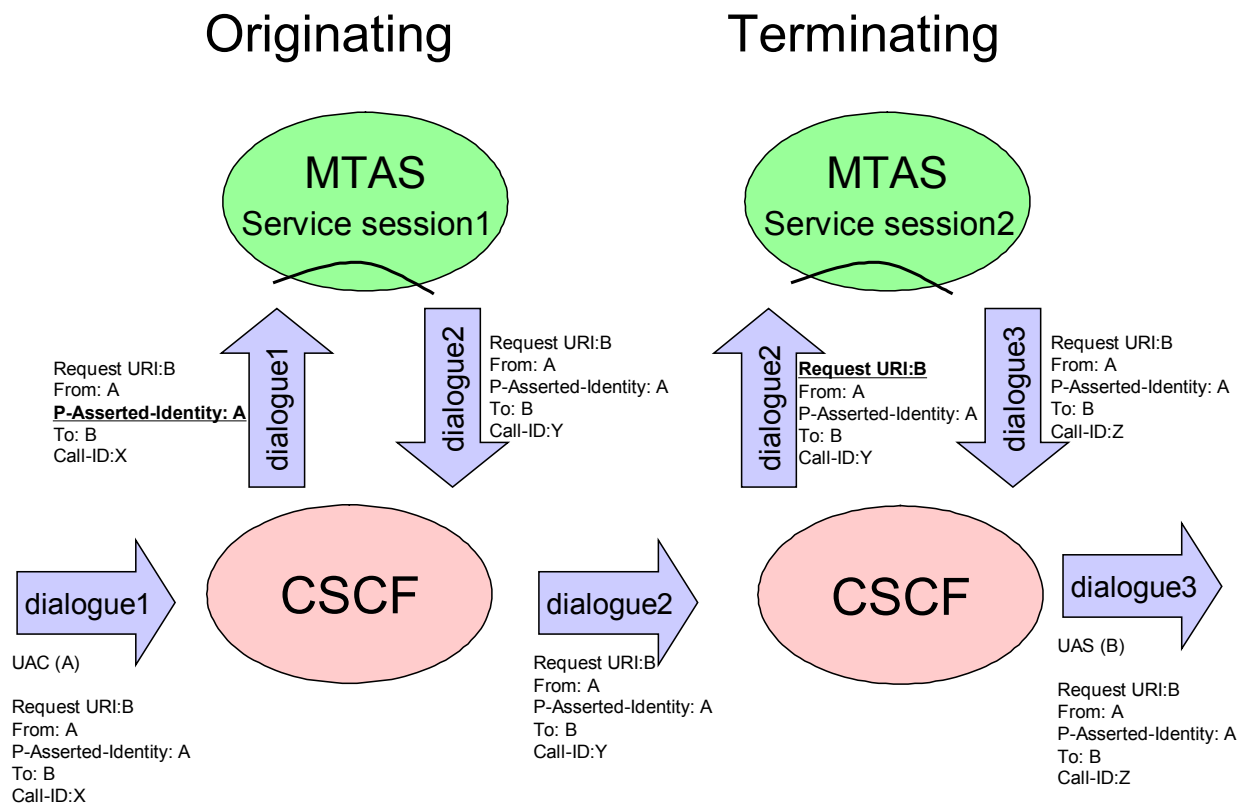 Originating
Terminating
MTAS
Service session1
MTAS
Service session2
Request URI:B
From: A
P-Asserted-Identity: A
To: B
Call-ID:X
dialogue1
dialogue2
Request URI:B
From: A
P-Asserted-Identity: A
To: B
Call-ID:Y
dialogue2
Request URI:B
From: A
P-Asserted-Identity: A
To: B
Call-ID:Y
dialogue3
Request URI:B
From: A
P-Asserted-Identity: A
To: B
Call-ID:Z
dialogue1
CSCF
dialogue2
CSCF
dialogue3
UAC (A)
Request URI:B
From: A
P-Asserted-Identity: A
To: B
Call-ID:X
Request URI:B
From: A
P-Asserted-Identity: A
To: B
Call-ID:Y
UAS (B)
Request URI:B
From: A
P-Asserted-Identity: A
To: B
Call-ID:Z